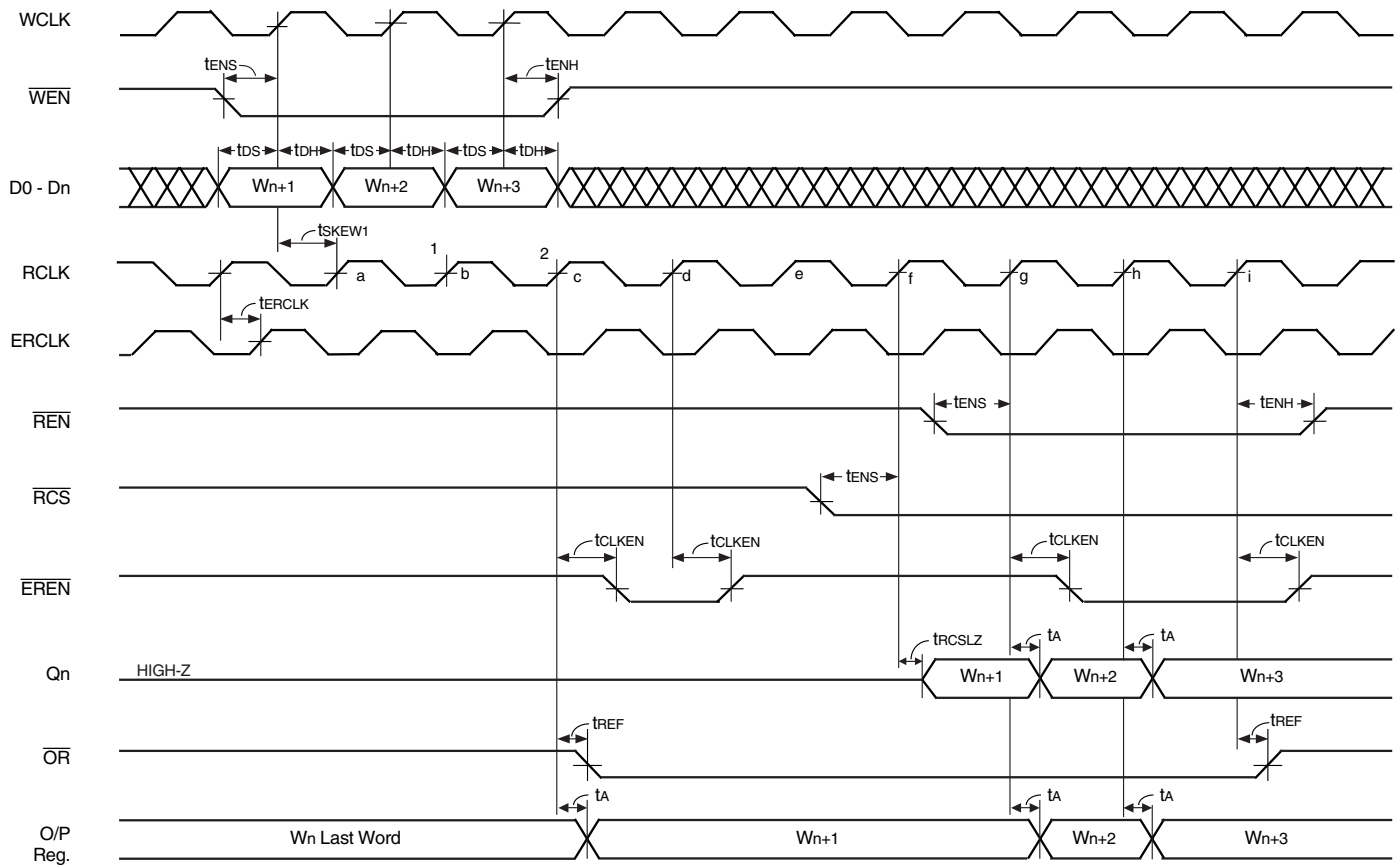 WCLK
tENS
tENH
WEN
tDS tDH tDS tDH tDS tDH
D0 - Dn
Wn+1 Wn+2 Wn+3
tSKEW1
1 2
RCLK
a b c d e f g h i
tERCLK
ERCLK
REN
tENS tENH
RCS
tENS
tCLKEN tCLKEN tCLKEN tCLKEN
EREN
tRCSLZ tA tA
Qn
HIGH-Z
Wn+1 Wn+2 Wn+3
tREF tREF
OR
tA tA tA
O/P
Reg.
Wn Last Word Wn+1 Wn+2 Wn+3